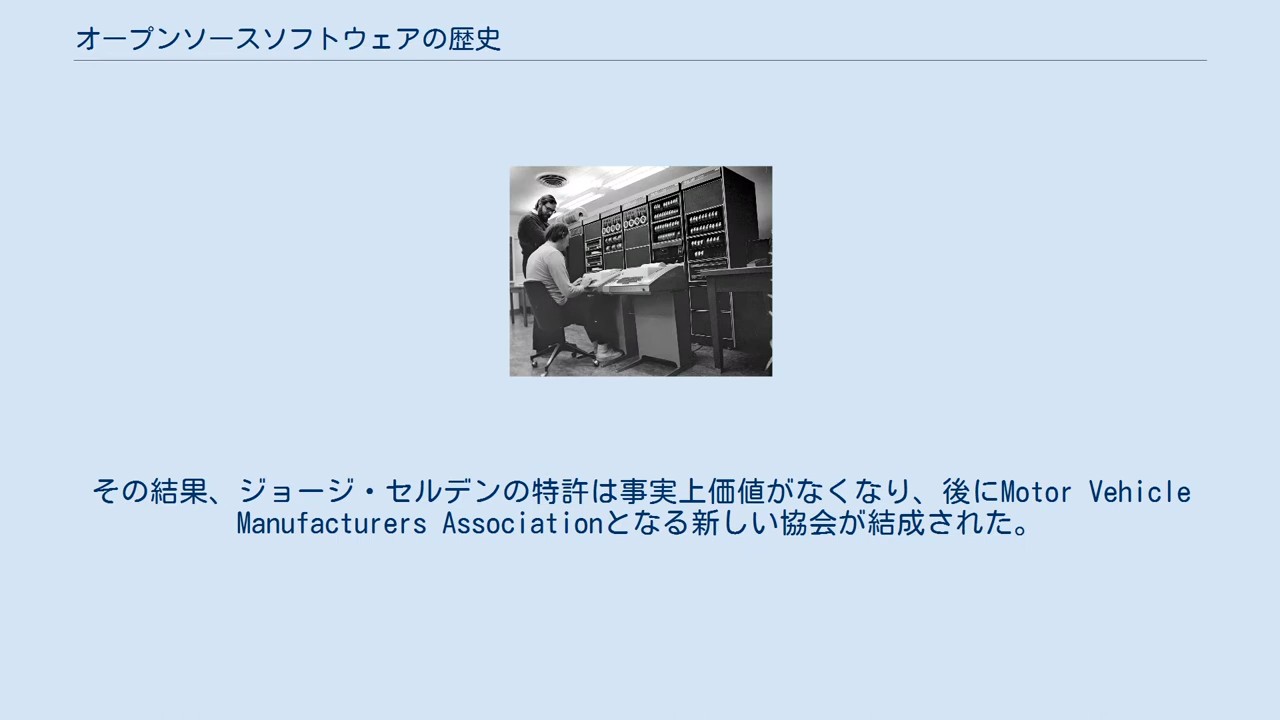 オープンソースソフトウェアの歴史
その結果、ジョージ・セルデンの特許は事実上価値がなくなり、後にMotor Vehicle
Manufacturers Associationとなる新しい協会が結成された。